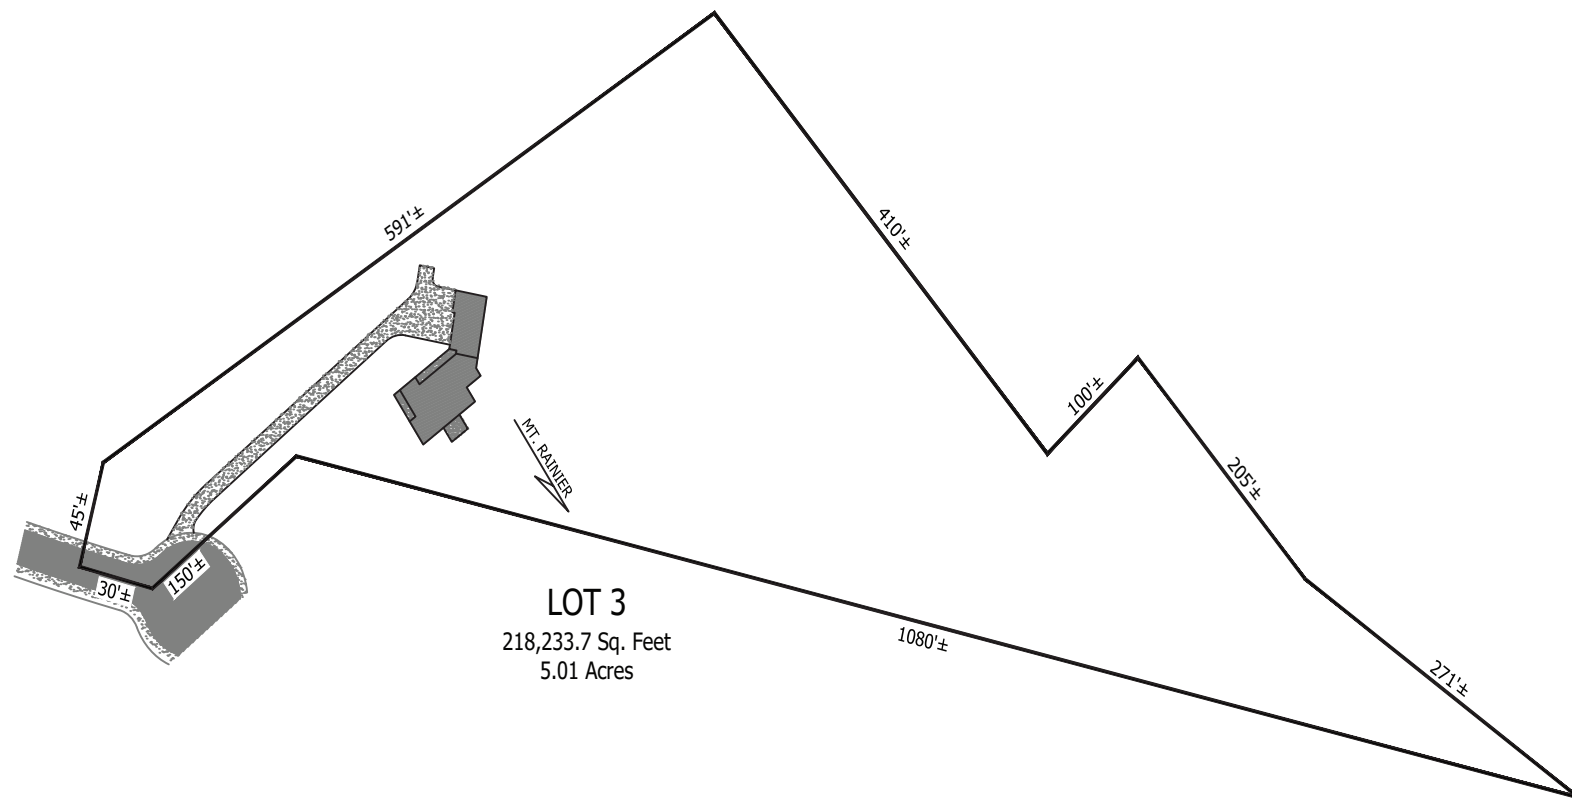 591'±
410'±
100'±
205'±
271'±
45'±
30'±
150'±
MT. RAINIER
LOT 3
218,233.7 Sq. Feet
5.01 Acres
1080'±